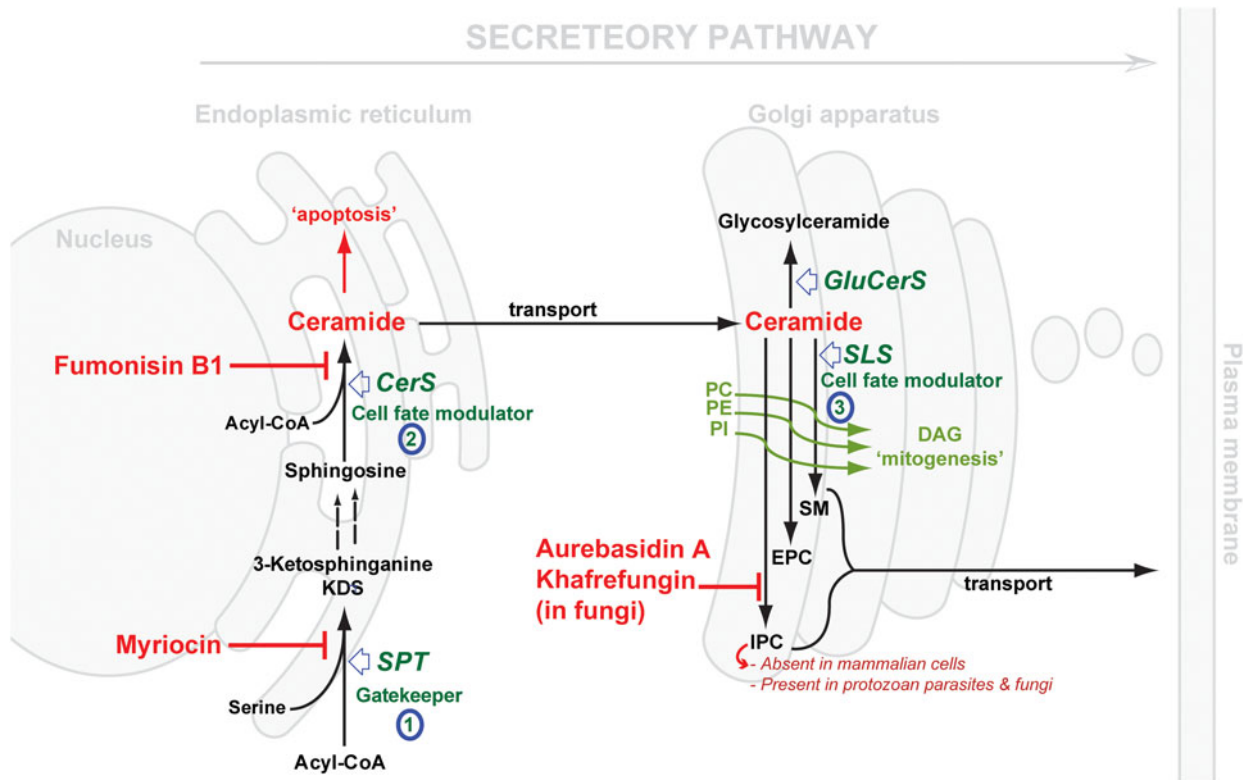 SECRETEORY PATHWAY
Endoplasmic reticulum
Golgi apparatus
Nucleus
'apoptosis'
Ceramide
transport
Fumonisin B1
CerS
Cell fate modulator
2
Acyl-CoA
Sphingosine
3-Ketosphinganine
KDS
Myriocin
SPT
Gatekeeper
1
Serine
Acyl-CoA
Glycosylceramide
GluCerS
Ceramide
SLS
Cell fate modulator
3
PC
PE
PI
DAG
'mitogenesis'
SM
EPC
Aurebasidin A
Khafrefungin
(in fungi)
IPC
- Absent in mammalian cells
- Present in protozoan parasites & fungi
transport
Plasma membrane